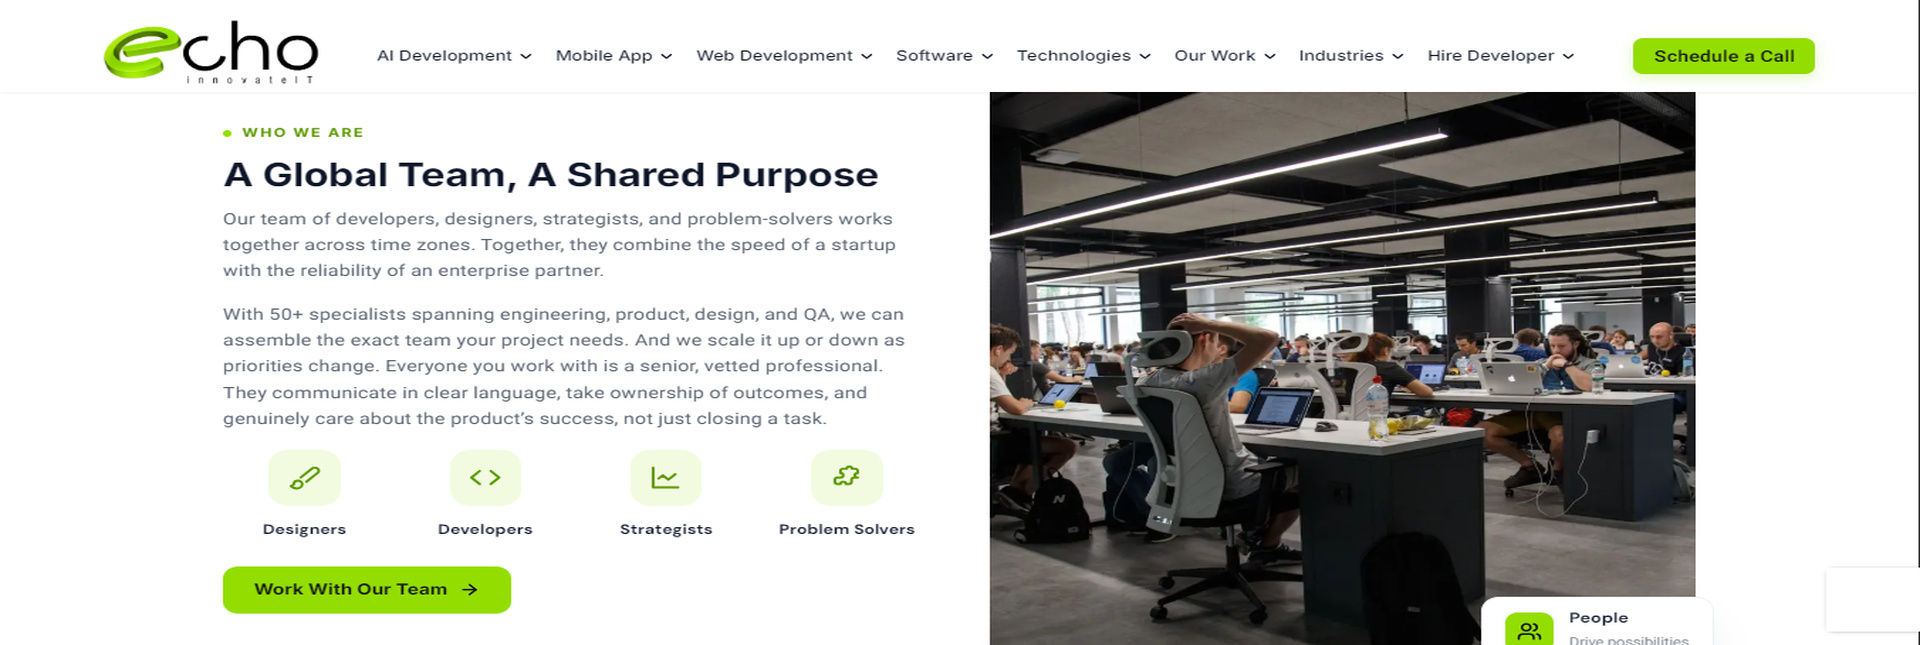 echo
innovateIT
AI Development
Mobile App
Web Development
Software
Technologies
Our Work
Industries
Hire Developer
Schedule a Call
WHO WE ARE
A Global Team, A Shared Purpose
Our team of developers, designers, strategists, and problem-solvers works
together across time zones. Together, they combine the speed of a startup
with the reliability of an enterprise partner.
With 50+ specialists spanning engineering, product, design, and QA, we can
assemble the exact team your project needs. And we scale it up or down as
priorities change. Everyone you work with is a senior, vetted professional.
They communicate in clear language, take ownership of outcomes, and
genuinely care about the product’s success, not just closing a task.
Designers
Developers
Strategists
Problem Solvers
Work With Our Team
People
Drive possibilities